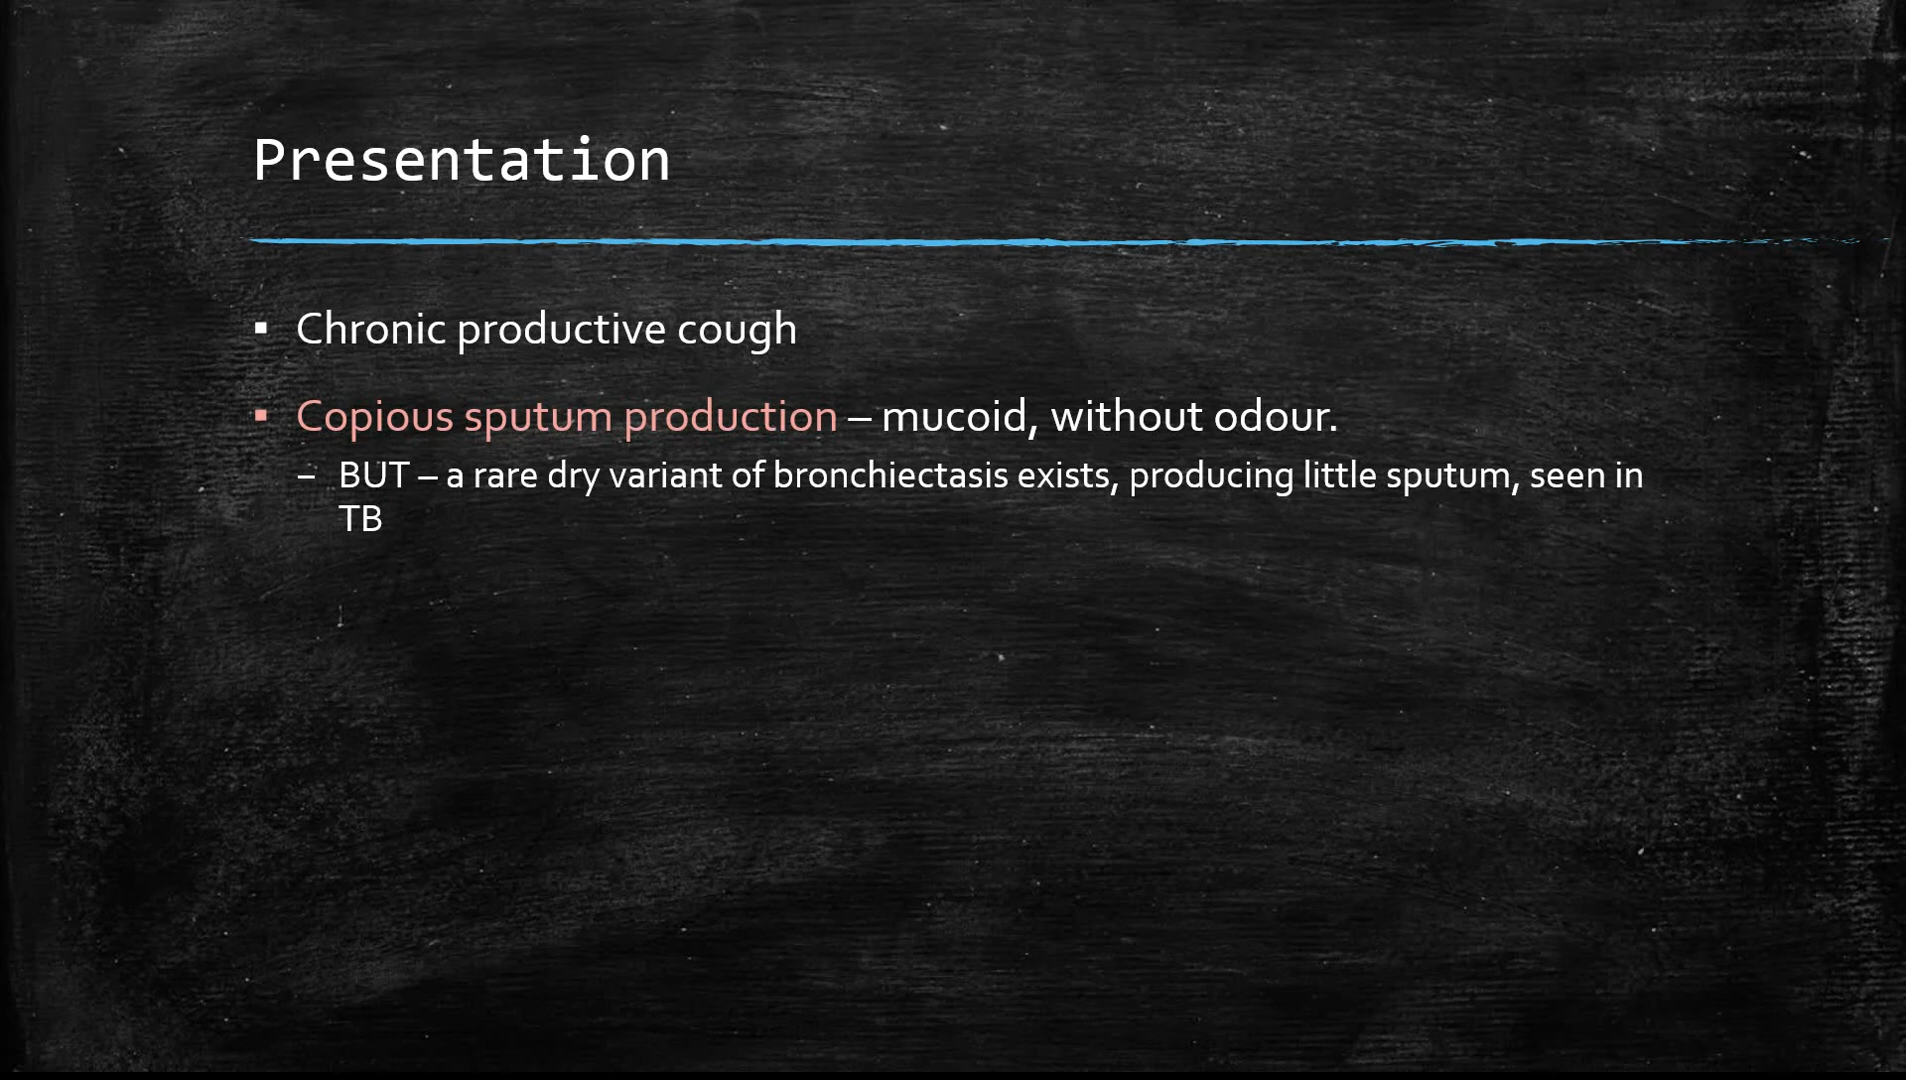 Presentation
▪ Chronic productive cough
▪ Copious sputum production – mucoid, without odour.
– BUT – a rare dry variant of bronchiectasis exists, producing little sputum, seen in
TB